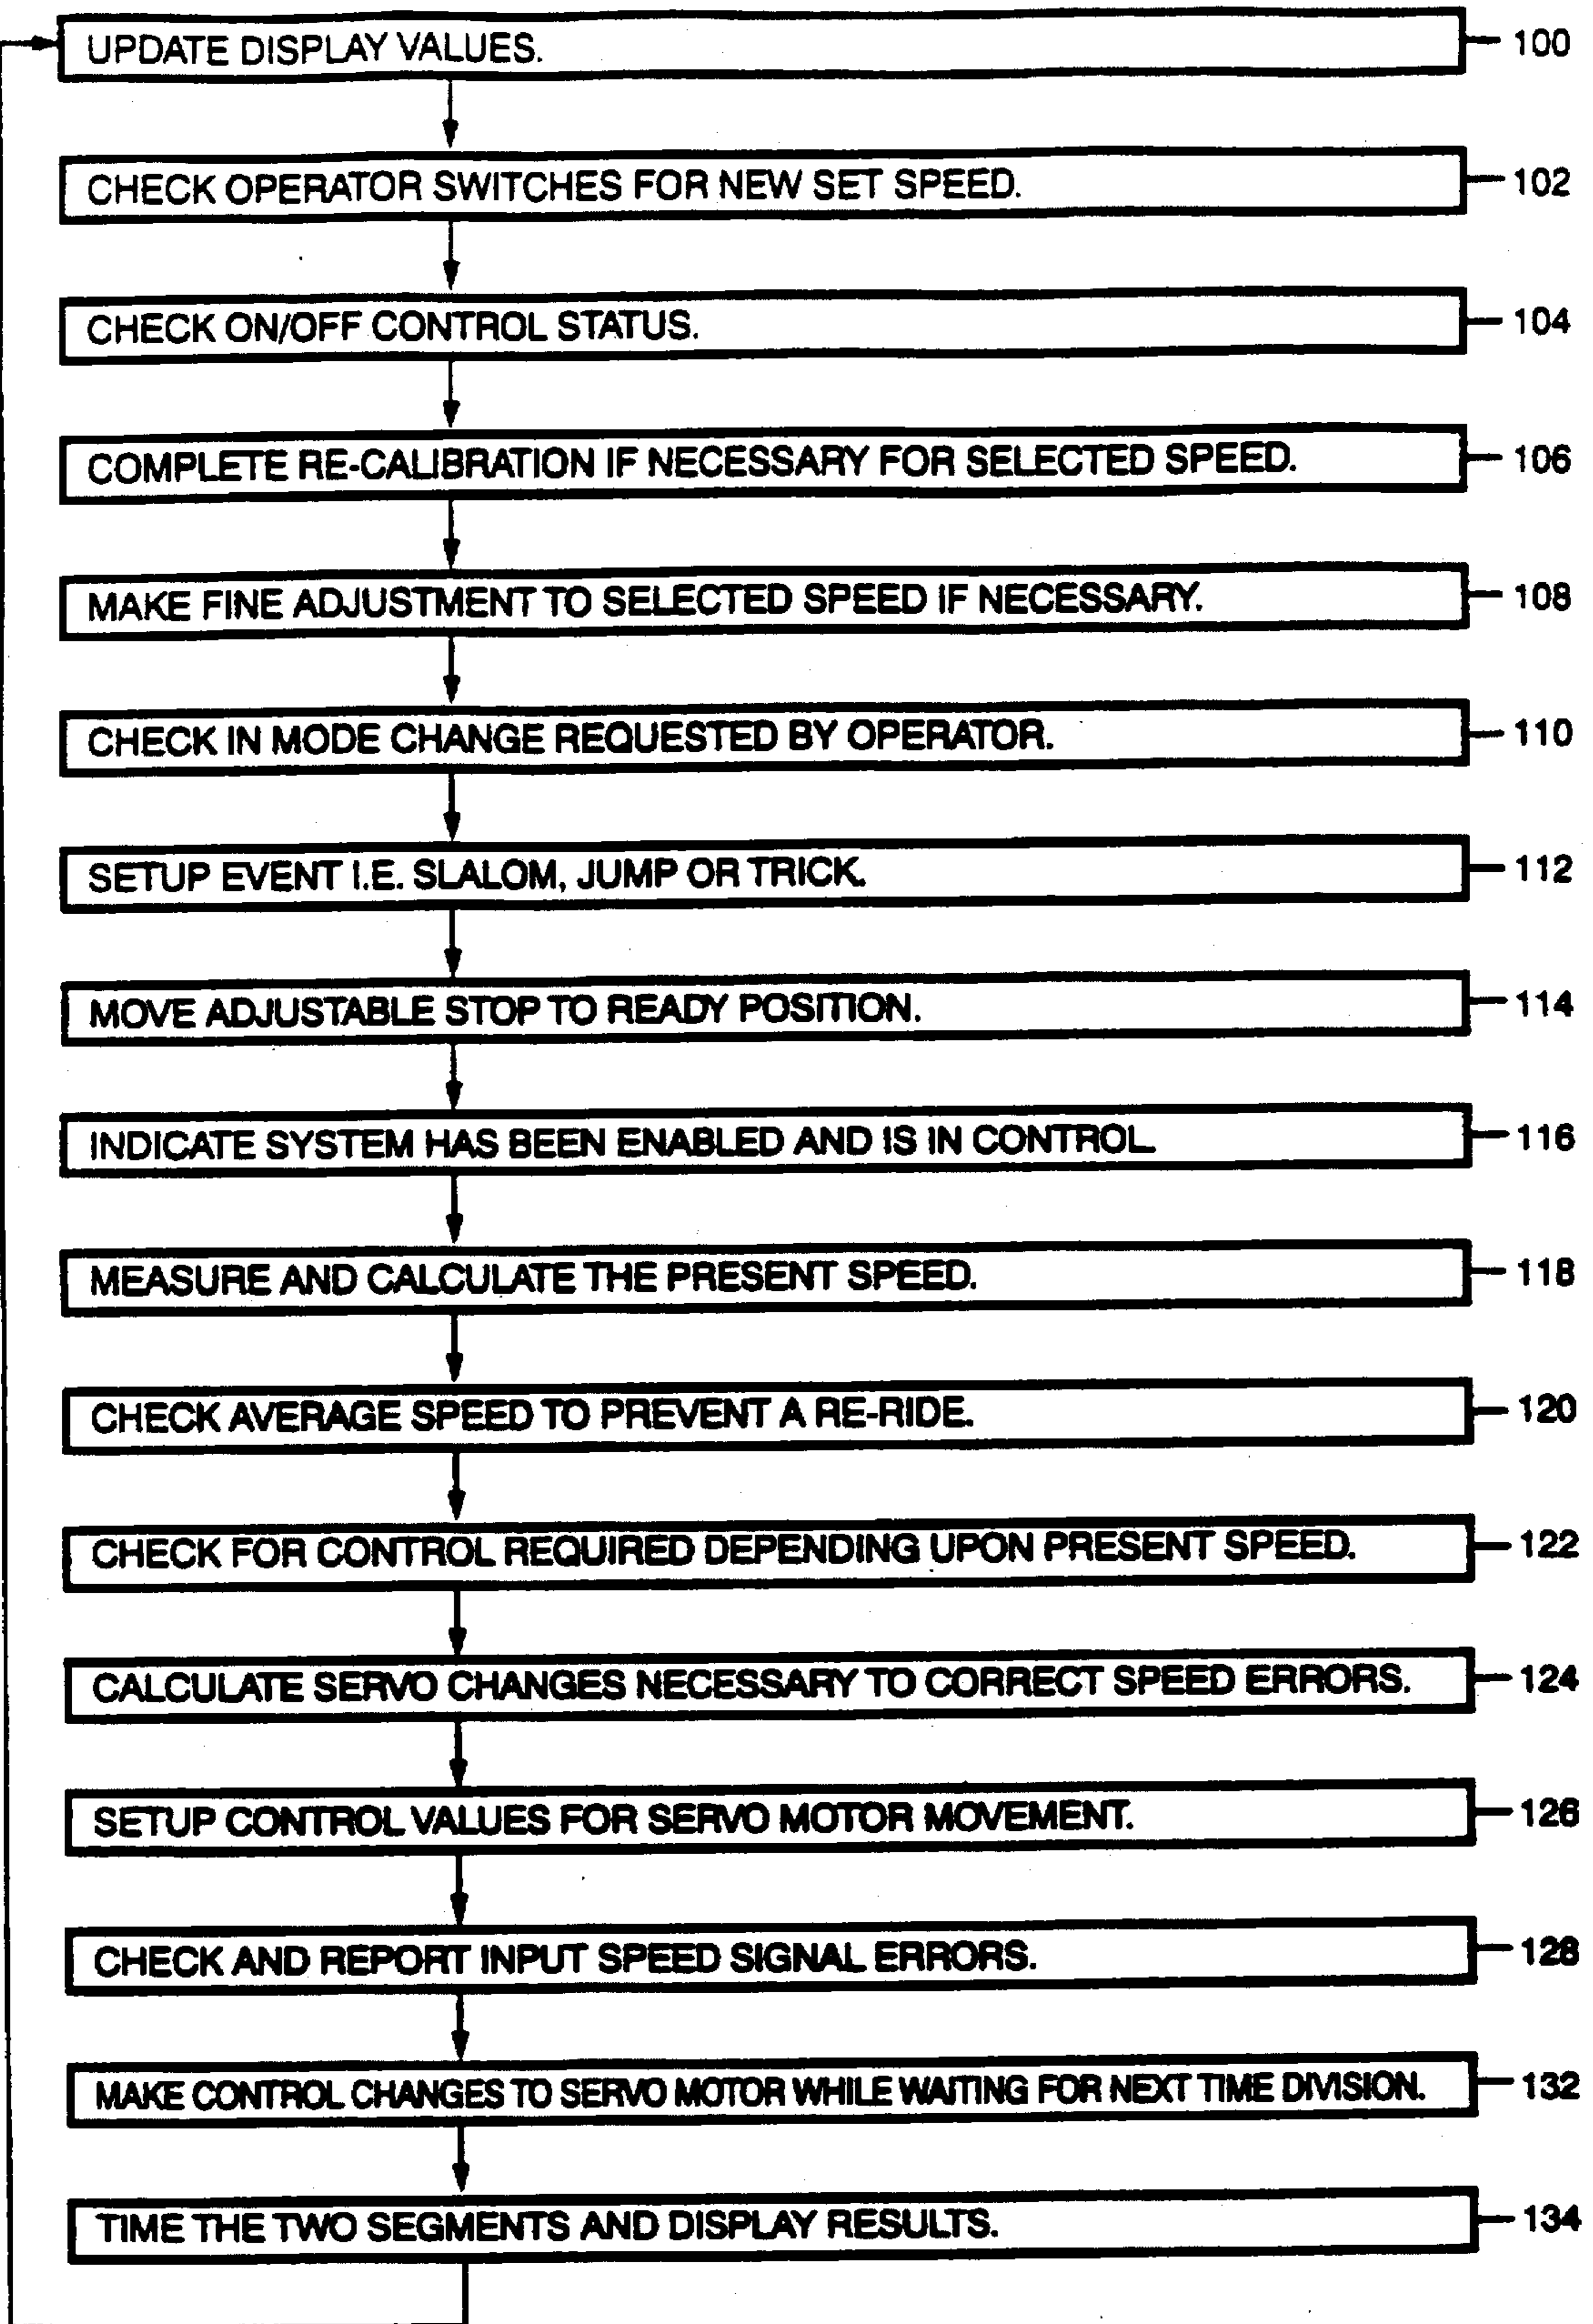 UPDATE DISPLAY VALUES. 100
CHECK OPERATOR SWITCHES FOR NEW SET SPEED. 102
CHECK ON/OFF CONTROL STATUS. 104
COMPLETE RE-CALIBRATION IF NECESSARY FOR SELECTED SPEED. 106
MAKE FINE ADJUSTMENT TO SELECTED SPEED IF NECESSARY. 108
CHECK IN MODE CHANGE REQUESTED BY OPERATOR. 110
SETUP EVENT I.E. SLALOM, JUMP OR TRICK. 112
MOVE ADJUSTABLE STOP TO READY POSITION. 114
INDICATE SYSTEM HAS BEEN ENABLED AND IS IN CONTROL 116
MEASURE AND CALCULATE THE PRESENT SPEED. 118
CHECK AVERAGE SPEED TO PREVENT A RE-RIDE. 120
CHECK FOR CONTROL REQUIRED DEPENDING UPON PRESENT SPEED. 122
CALCULATE SERVO CHANGES NECESSARY TO CORRECT SPEED ERRORS. 124
SETUP CONTROL VALUES FOR SERVO MOTOR MOVEMENT. 126
CHECK AND REPORT INPUT SPEED SIGNAL ERRORS. 128
MAKE CONTROL CHANGES TO SERVO MOTOR WHILE WAITING FOR NEXT TIME DIVISION. 132
TIME THE TWO SEGMENTS AND DISPLAY RESULTS. 134